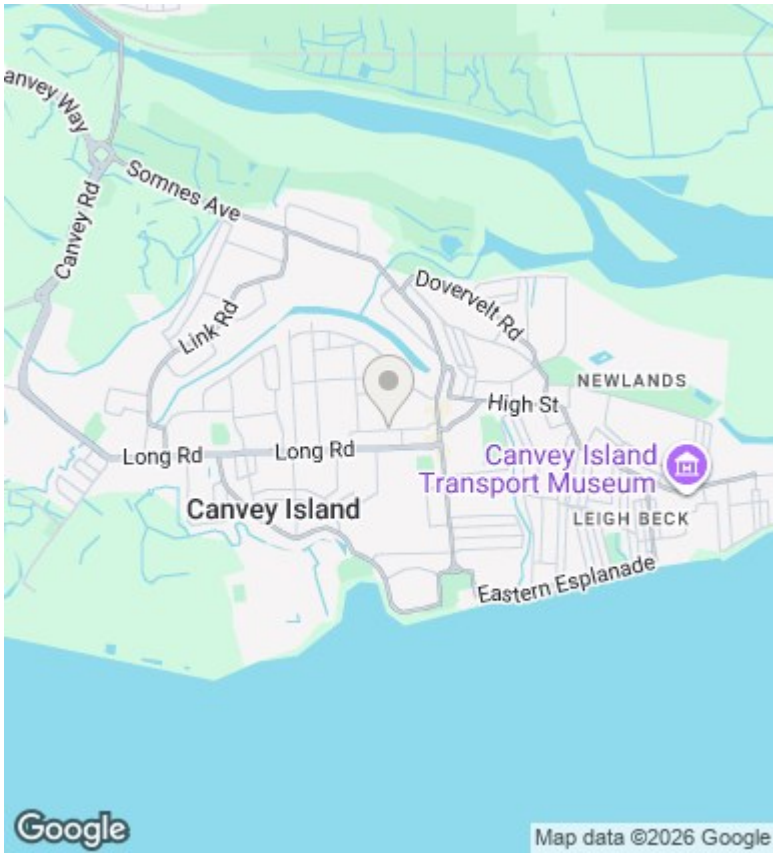 anvey Way
Somnes Ave
Canvey Rd
Dovervelt Rd
Link Rd
NEWLANDS
High St
Long Rd
Long Rd
Canvey Island
Transport Museum
Canvey Island
LEIGH BECK
Eastern Esplanade
Google
Map data ©2026 Google